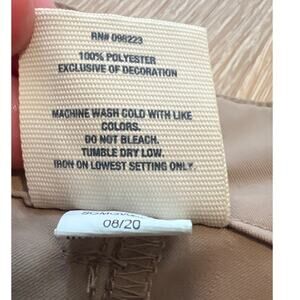 RN# 098223
100% POLYESTER
EXCLUSIVE OF DECORATION
MACHINE WASH COLD WITH LIKE
COLORS.
DO NOT BLEACH.
TUMBLE DRY LOW.
IRON ON LOWEST SETTING ONLY.
08/20